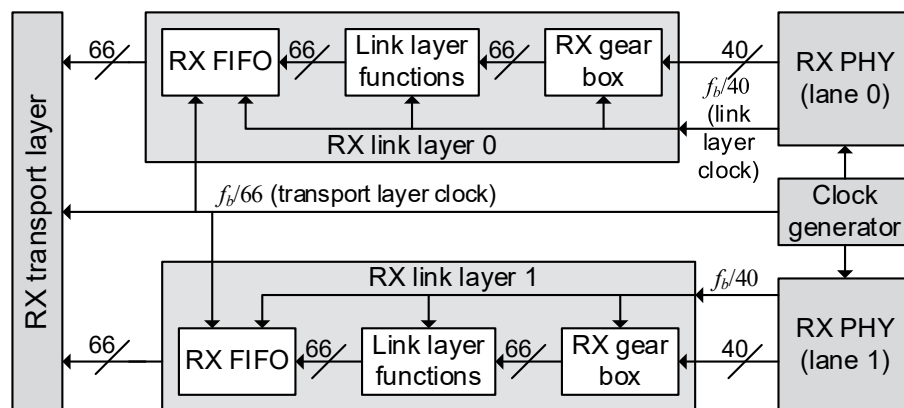 RX transport layer
66
RX FIFO
66
Link layer
functions
66
RX gear
box
40
RX PHY
(lane 0)
f_b/40
(link
layer
clock)
RX link layer 0
f_b/66 (transport layer clock)
Clock
generator
RX link layer 1
f_b/40
66
RX FIFO
66
Link layer
functions
66
RX gear
box
40
RX PHY
(lane 1)